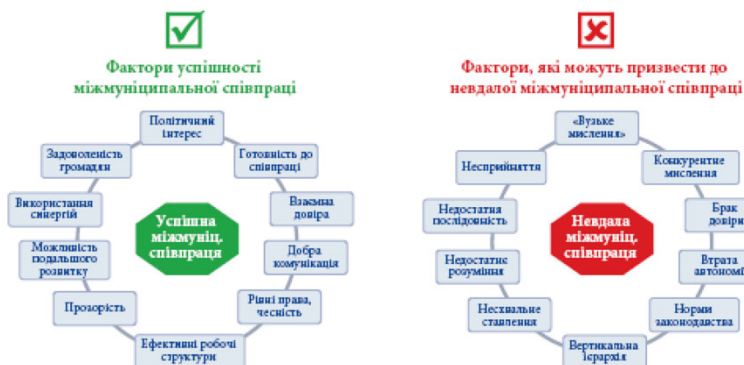 Фактори успішності
міжмуніципальної співпраці
Політичний
інтерес
Готовність до
співпраці
Взаємна
довіра
Добра
комунікація
Рівні права,
чесність
Ефективні робочі
структури
Прозорість
Можливість
подальшого
розвитку
Використання
синергій
Задоволеність
громадян
Успішна
міжмуніц.
співпраця
Фактори, які можуть призвести до
невдалої міжмуніципальної співпраці
«Вузьке
мислення»
Конкурентне
мислення
Брак
довіри
Втрата
автономії
Норми
законодавства
Вертикальна
ієрархія
Несхвальне
ставлення
Недостатнє
розуміння
Недостатня
послідовність
Несприйняття
Невдала
міжмуніц.
співпраця